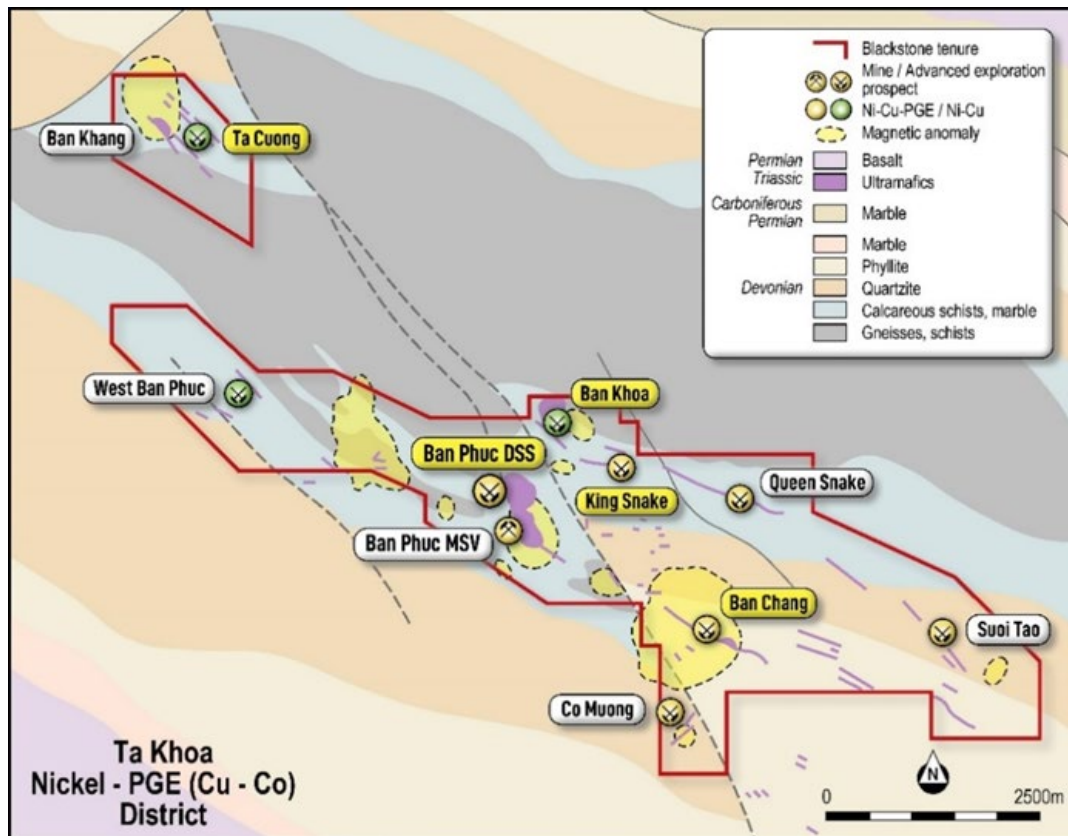 Blackstone tenure
Mine / Advanced exploration
prospect
Ni-Cu-PGE / Ni-Cu
Magnetic anomaly
Permian
Triassic
Basalt
Ultramafics
Carboniferous
Permian
Marble
Marble
Phyllite
Devonian
Quartzite
Calcareous schists, marble
Gneisses, schists
Ban Khang
Ta Cuong
West Ban Phuc
Ban Khoa
Ban Phuc DSS
King Snake
Queen Snake
Ban Phuc MSV
Ban Chang
Suoi Tao
Co Muong
Ta Khoa
Nickel - PGE (Cu - Co)
District
N
0 2500m